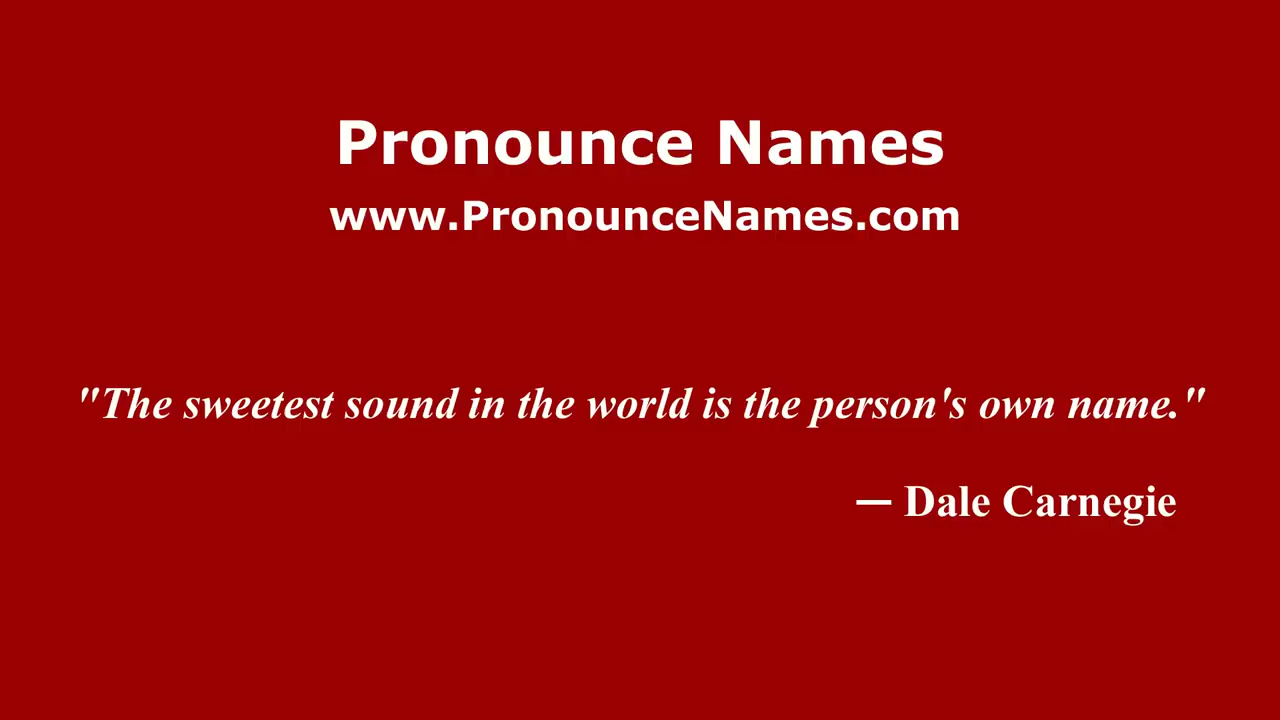 Pronounce Names
www.PronounceNames.com
"The sweetest sound in the world is the person's own name."
— Dale Carnegie